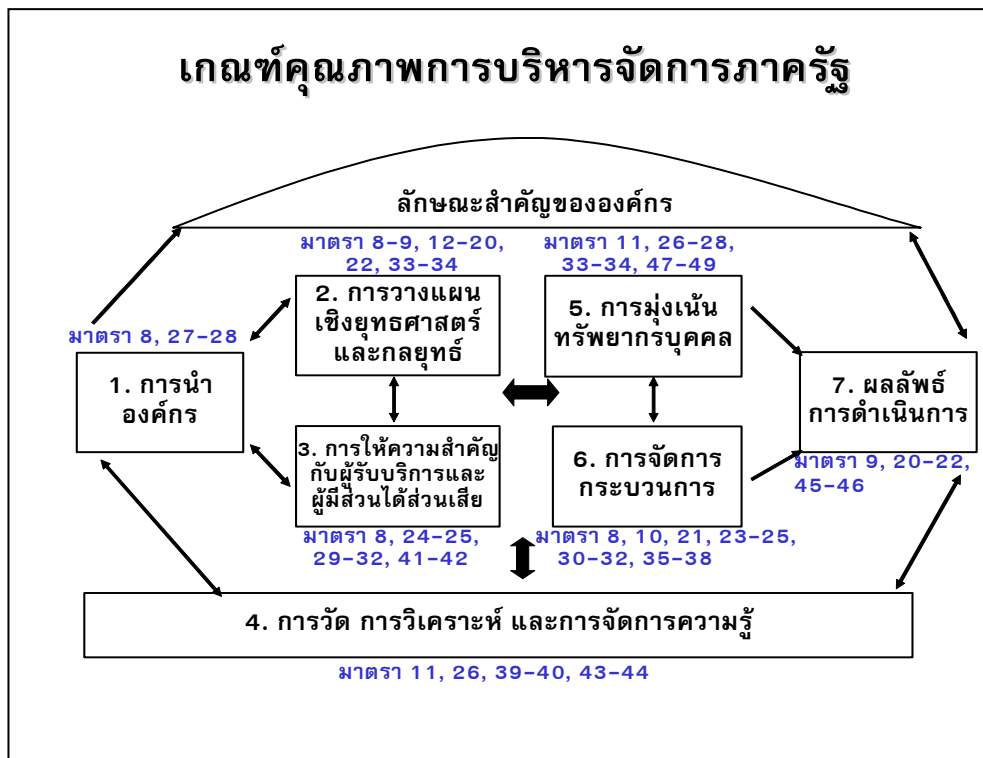 เกณฑ์คุณภาพการบริหารจัดการภาครัฐ
ลักษณะสำคัญขององค์กร
มาตรา 8, 27-28
1. การนำ
องค์กร
มาตรา 8-9, 12-20,
22, 33-34
2. การวางแผน
เชิงยุทธศาสตร์
และกลยุทธ์
3. การให้ความสำคัญ
กับผู้รับบริการและ
ผู้มีส่วนได้ส่วนเสีย
มาตรา 8, 24-25,
29-32, 41-42
มาตรา 11, 26-28,
33-34, 47-49
5. การมุ่งเน้น
ทรัพยากรบุคคล
6. การจัดการ
กระบวนการ
มาตรา 8, 10, 21, 23-25,
30-32, 35-38
7. ผลลัพธ์
การดำเนินการ
มาตรา 9, 20-22,
45-46
4. การวัด การวิเคราะห์ และการจัดการความรู้
มาตรา 11, 26, 39-40, 43-44